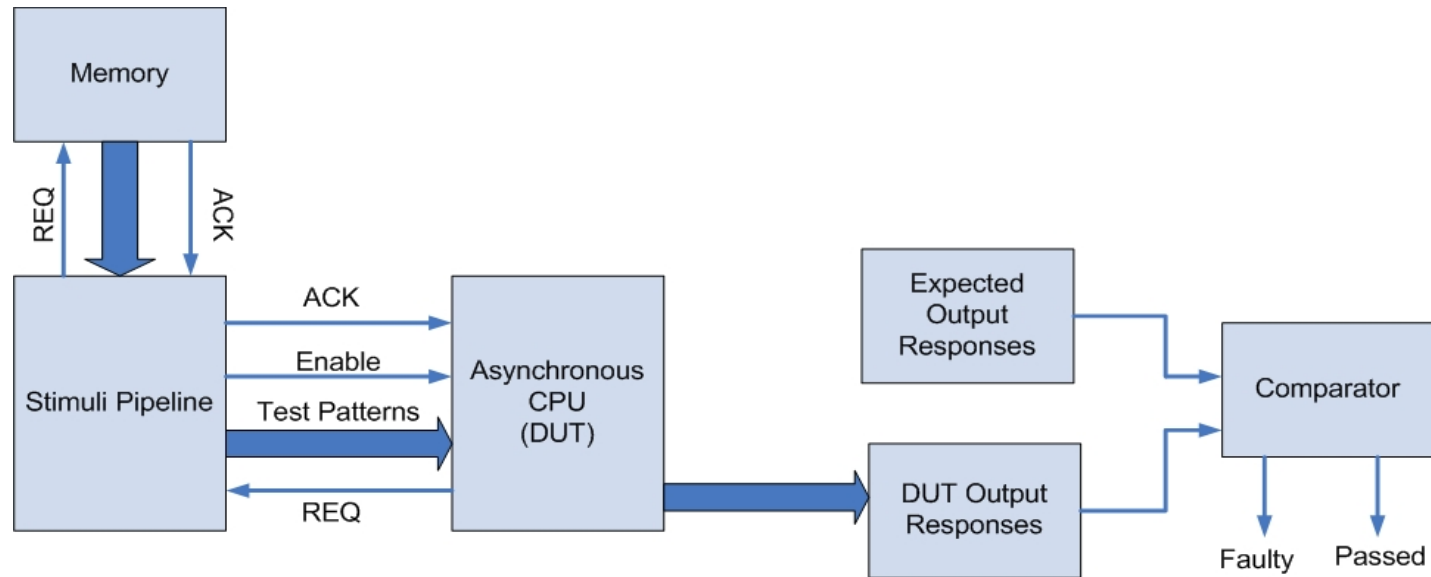 Memory
REQ
ACK
Stimuli Pipeline
ACK
Enable
Test Patterns
REQ
Asynchronous
CPU
(DUT)
Expected
Output
Responses
DUT Output
Responses
Comparator
Faulty
Passed